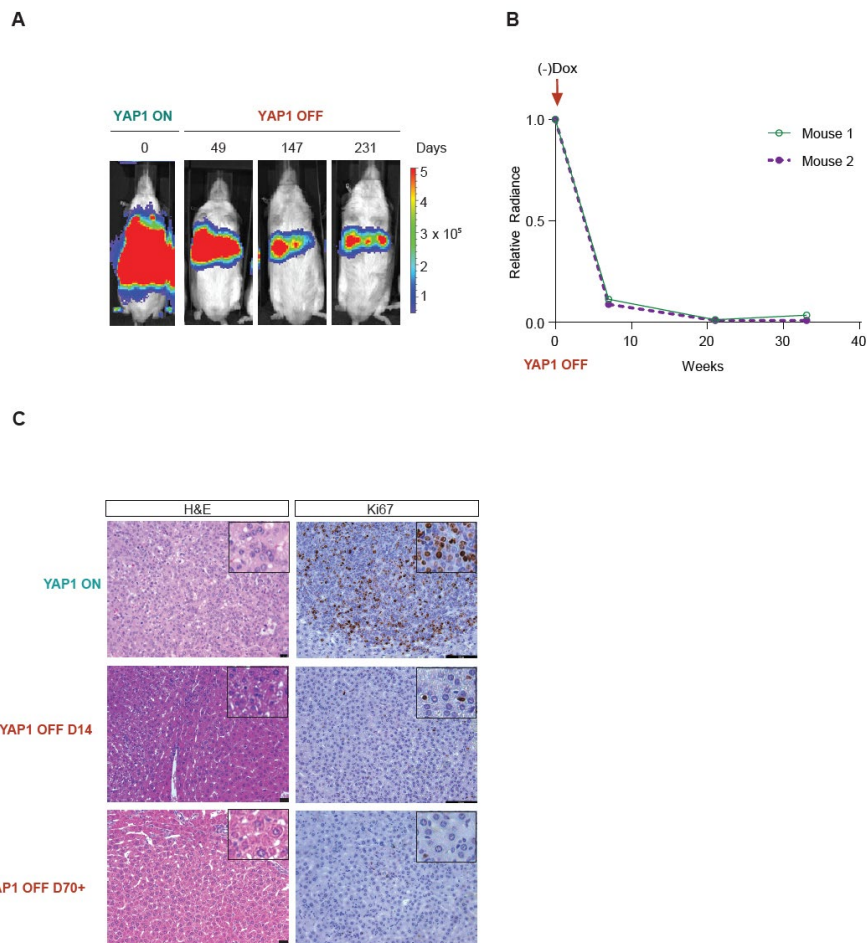 A
B
YAP1 ON
YAP1 OFF
0
49
147
231
Days
5
4
3 x 10⁵
2
1
(-)Dox
Mouse 1
Mouse 2
Relative Radiance
1.0
0.5
0.0
0
10
20
30
40
YAP1 OFF
Weeks
C
H&E
Ki67
YAP1 ON
YAP1 OFF D14
AP1 OFF D70+